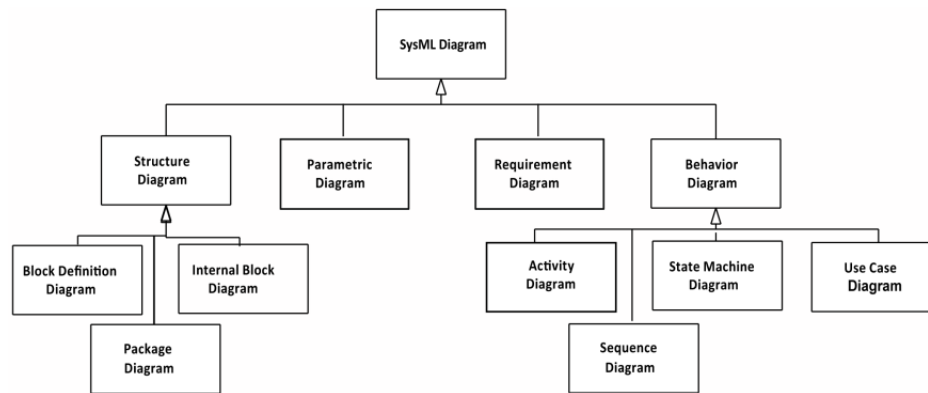 SysML Diagram
Structure
Diagram
Parametric
Diagram
Requirement
Diagram
Behavior
Diagram
Block Definition
Diagram
Internal Block
Diagram
Activity
Diagram
State Machine
Diagram
Use Case
Diagram
Package
Diagram
Sequence
Diagram